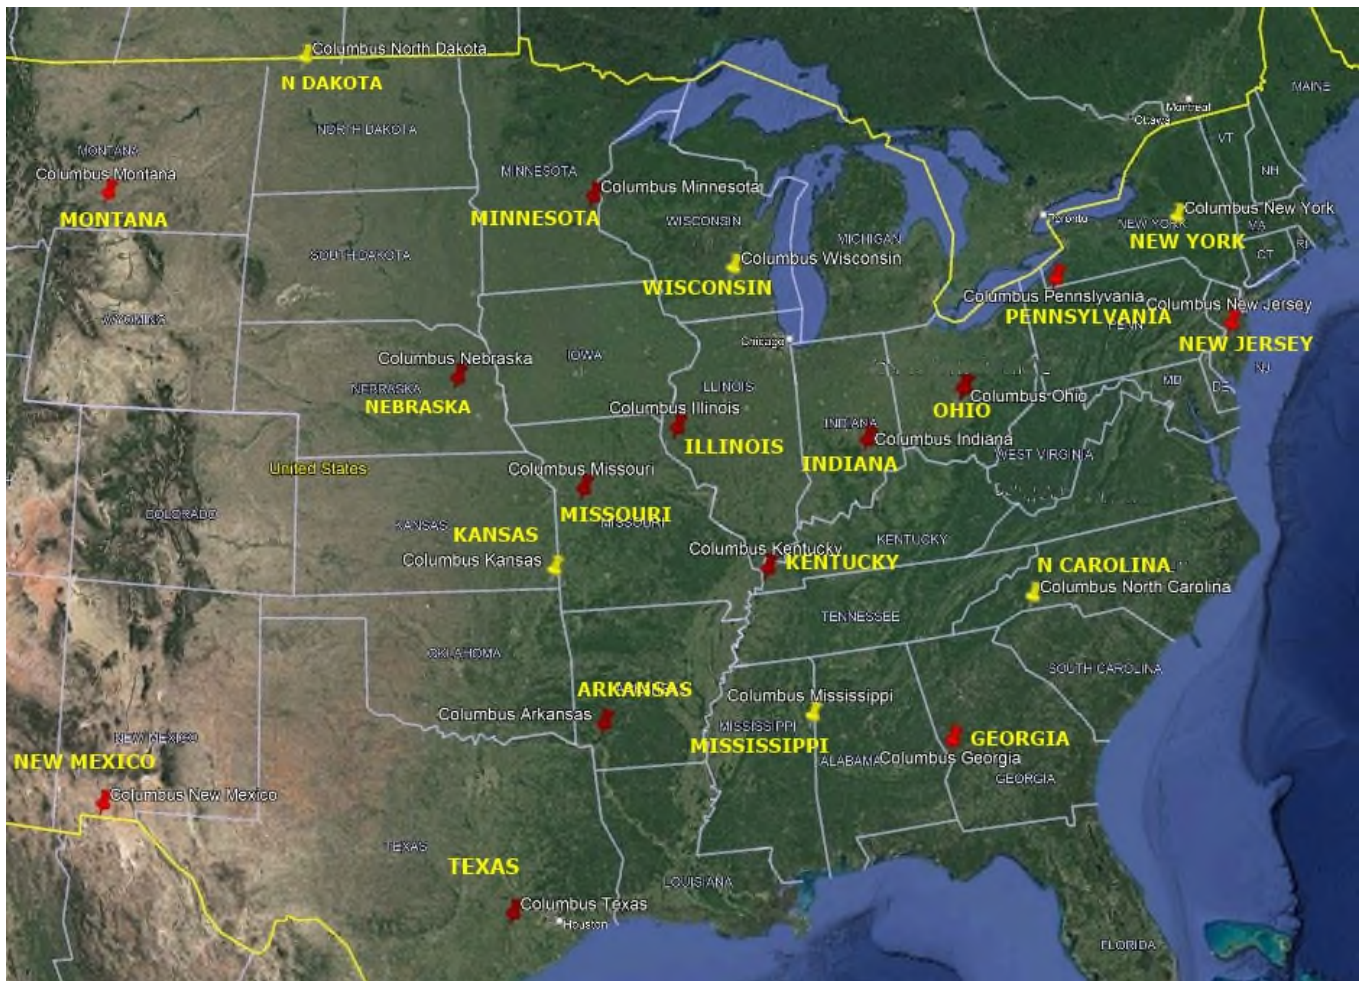 Columbus North Dakota
N DAKOTA
MAINE
Montreal
Ottawa
NORTH DAKOTA
VT
MONTANA
Columbus Montana
MINNESOTA
NH
Columbus Minnesota
MONTANA
MINNESOTA
WISCONSIN
Toronto
NEW YORK
Columbus New York
MA
MICHIGAN
NEW YORK
RI
CT
SOUTH DAKOTA
Columbus Wisconsin
WISCONSIN
Columbus Pennslyvania
Columbus New Jersey
PENNSYLVANIA
PENN
WYOMING
Chicago
NEW JERSEY
Columbus Nebraska
IOWA
NJ
NEBRASKA
ILLINOIS
MD
DE
NEBRASKA
Columbus Illinois
OHIO
Columbus Ohio
ILLINOIS
INDIANA
Columbus Indiana
INDIANA
WEST VIRGINIA
United States
Columbus Missouri
COLORADO
MISSOURI
MISSOURI
KANSAS
KANSAS
Columbus Kansas
Columbus Kentucky
KENTUCKY
KENTUCKY
N CAROLINA
Columbus North Carolina
TENNESSEE
OKLAHOMA
SOUTH CAROLINA
ARKANSAS
Columbus Mississippi
Columbus Arkansas
MISSISSIPPI
MISSISSIPPI
GEORGIA
NEW MEXICO
NEW MEXICO
ALABAMA
Columbus Georgia
GEORGIA
Columbus New Mexico
TEXAS
TEXAS
LOUISIANA
Columbus Texas
Houston
FLORIDA